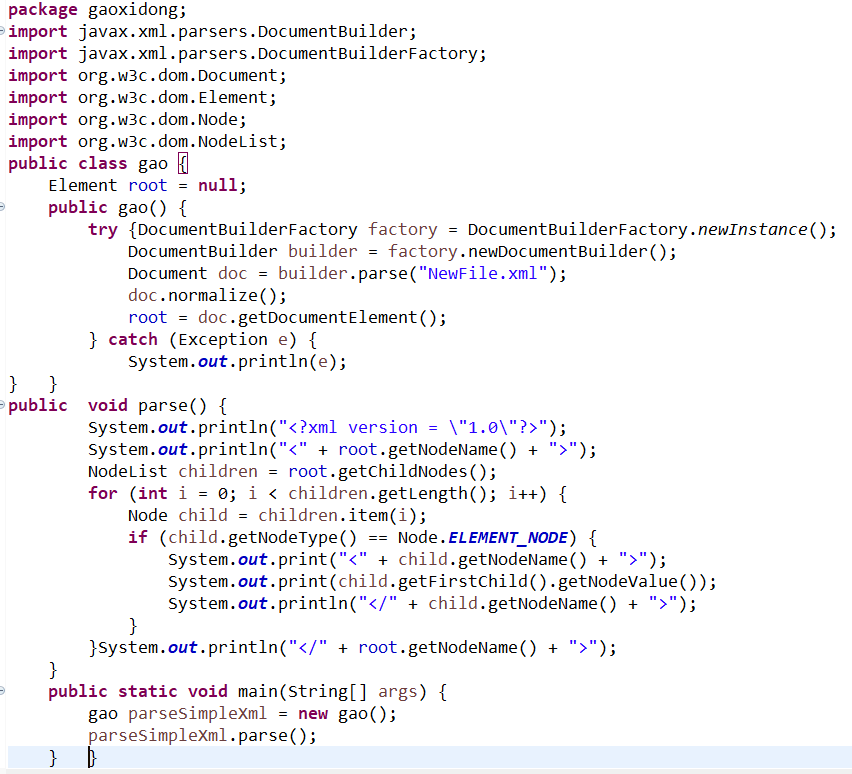 package gaoxidong;
import javax.xml.parsers.DocumentBuilder;
import javax.xml.parsers.DocumentBuilderFactory;
import org.w3c.dom.Document;
import org.w3c.dom.Element;
import org.w3c.dom.Node;
import org.w3c.dom.NodeList;
public class gao {
    Element root = null;
    public gao() {
        try {DocumentBuilderFactory factory = DocumentBuilderFactory.newInstance();
            DocumentBuilder builder = factory.newDocumentBuilder();
            Document doc = builder.parse("NewFile.xml");
            doc.normalize();
            root = doc.getDocumentElement();
        } catch (Exception e) {
            System.out.println(e);
}   }
public  void parse() {
        System.out.println("<?xml version = \"1.0\"?>");
        System.out.println("<" + root.getNodeName() + ">");
        NodeList children = root.getChildNodes();
        for (int i = 0; i < children.getLength(); i++) {
            Node child = children.item(i);
            if (child.getNodeType() == Node.ELEMENT_NODE) {
                System.out.print("<" + child.getNodeName() + ">");
                System.out.print(child.getFirstChild().getNodeValue());
                System.out.println("</" + child.getNodeName() + ">");
            }
        }System.out.println("</" + root.getNodeName() + ">");
    }
    public static void main(String[] args) {
        gao parseSimpleXml = new gao();
        parseSimpleXml.parse();
    }   }